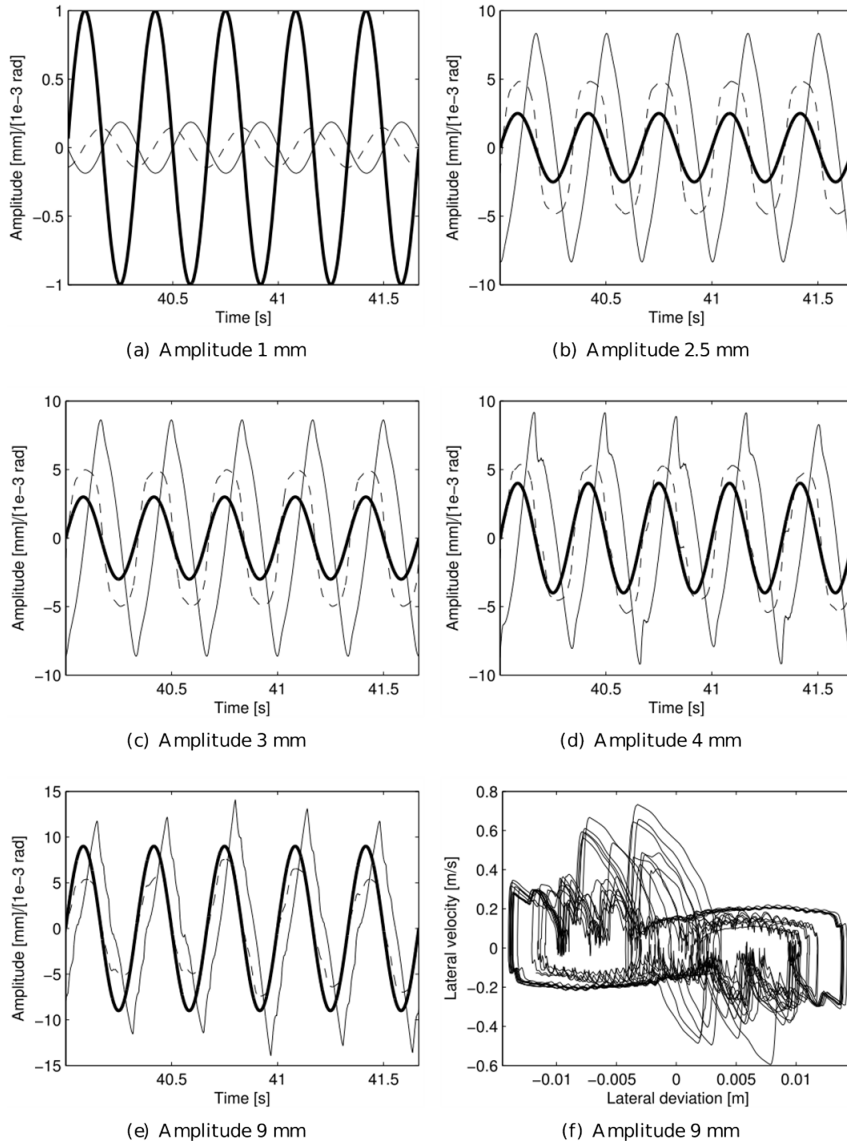 1
0.5
0
−0.5
−1
Amplitude [mm]/[1e−3 rad]
40.5 41 41.5
Time [s]
(a) Amplitude 1 mm
10
5
0
−5
−10
Amplitude [mm]/[1e−3 rad]
40.5 41 41.5
Time [s]
(b) Amplitude 2.5 mm
10
5
0
−5
−10
Amplitude [mm]/[1e−3 rad]
40.5 41 41.5
Time [s]
(c) Amplitude 3 mm
10
5
0
−5
−10
Amplitude [mm]/[1e−3 rad]
40.5 41 41.5
Time [s]
(d) Amplitude 4 mm
15
10
5
0
−5
−10
−15
Amplitude [mm]/[1e−3 rad]
40.5 41 41.5
Time [s]
(e) Amplitude 9 mm
0.8
0.6
0.4
0.2
0
−0.2
−0.4
−0.6
Lateral velocity [m/s]
−0.01 −0.005 0 0.005 0.01
Lateral deviation [m]
(f) Amplitude 9 mm